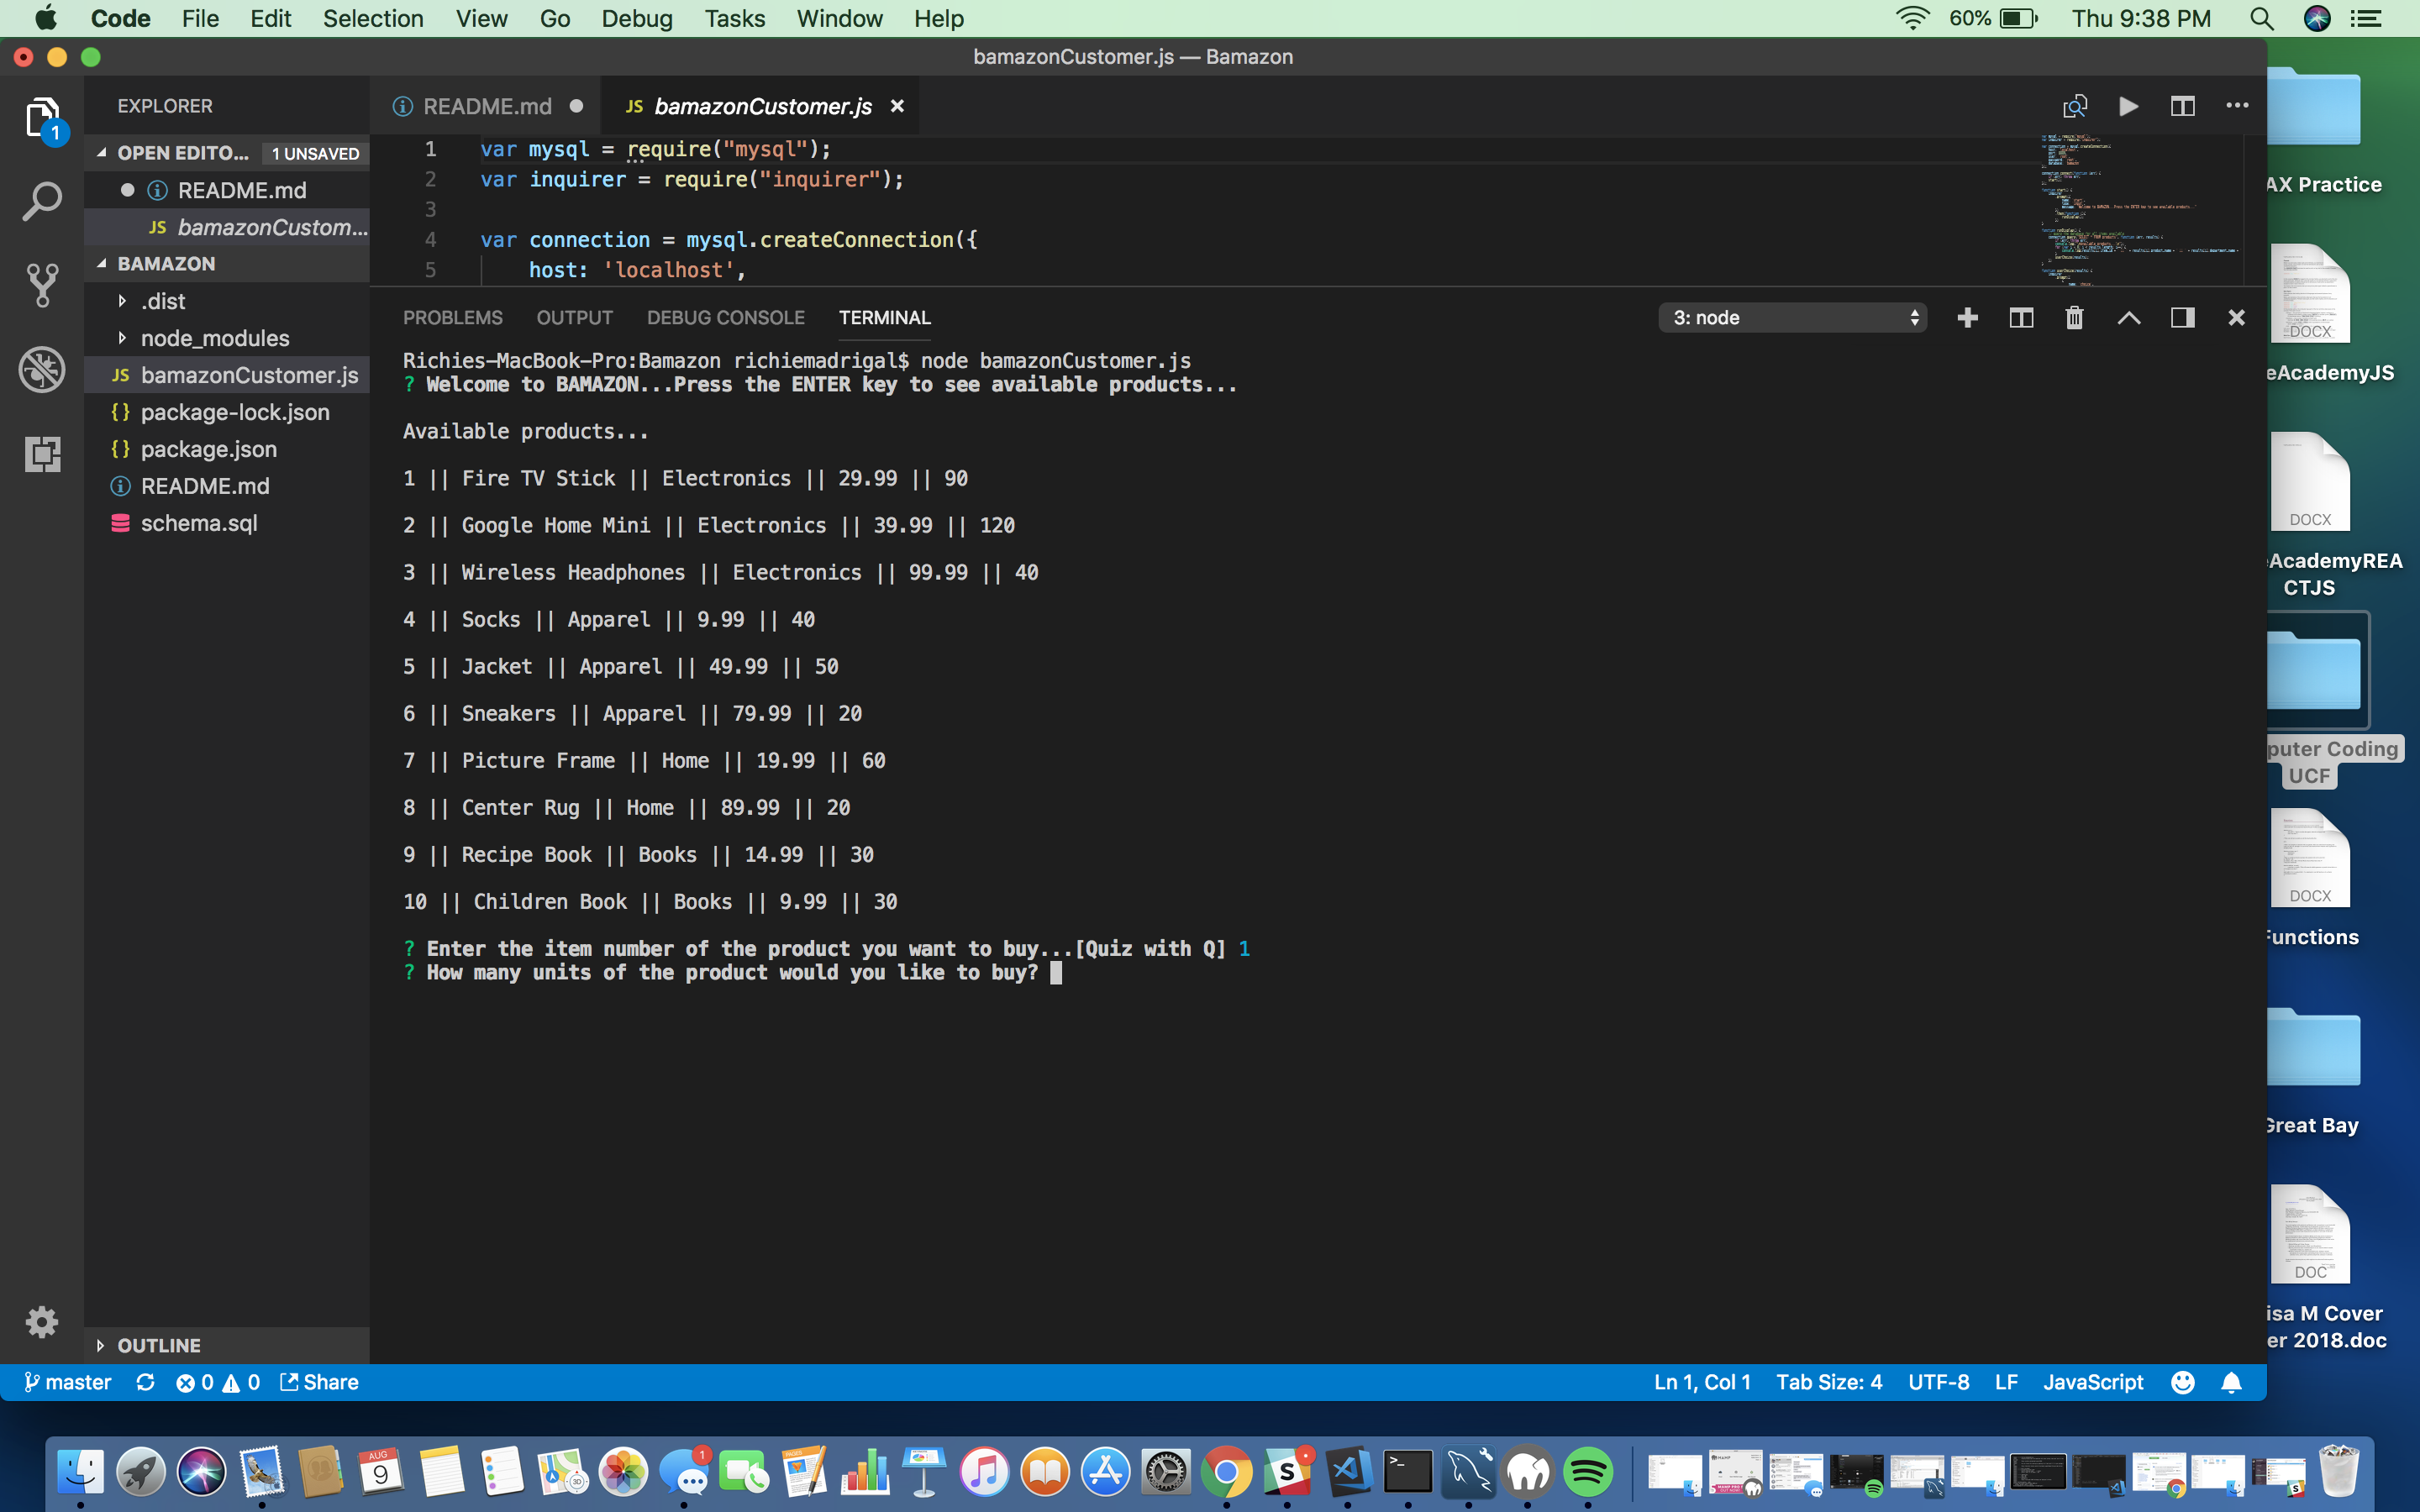 Code File Edit Selection View Go Debug Tasks Window Help 60% Thu 9:38 PM
bamazonCustomer.js — Bamazon
EXPLORER
1
OPEN EDITO... 1 UNSAVED
README.md
JS bamazonCustom...
BAMAZON
.dist
node_modules
JS bamazonCustomer.js
{} package-lock.json
{} package.json
README.md
schema.sql
OUTLINE
README.md JS bamazonCustomer.js
1 var mysql = require("mysql");
2 var inquirer = require("inquirer");
3
4 var connection = mysql.createConnection({
5 host: 'localhost',
PROBLEMS OUTPUT DEBUG CONSOLE TERMINAL 3: node
Richies-MacBook-Pro:Bamazon richiemadrigal$ node bamazonCustomer.js
? Welcome to BAMAZON...Press the ENTER key to see available products...
Available products...
1 || Fire TV Stick || Electronics || 29.99 || 90
2 || Google Home Mini || Electronics || 39.99 || 120
3 || Wireless Headphones || Electronics || 99.99 || 40
4 || Socks || Apparel || 9.99 || 40
5 || Jacket || Apparel || 49.99 || 50
6 || Sneakers || Apparel || 79.99 || 20
7 || Picture Frame || Home || 19.99 || 60
8 || Center Rug || Home || 89.99 || 20
9 || Recipe Book || Books || 14.99 || 30
10 || Children Book || Books || 9.99 || 30
? Enter the item number of the product you want to buy...[Quiz with Q] 1
? How many units of the product would you like to buy?
master 0 0 Share Ln 1, Col 1 Tab Size: 4 UTF-8 LF JavaScript
AX Practice
DOCX
eAcademyJS
DOCX
AcademyREA
CTJS
puter Coding
UCF
DOCX
Functions
Great Bay
DOC
isa M Cover
er 2018.doc
AUG
9
PAGES
3D
1
S
>_